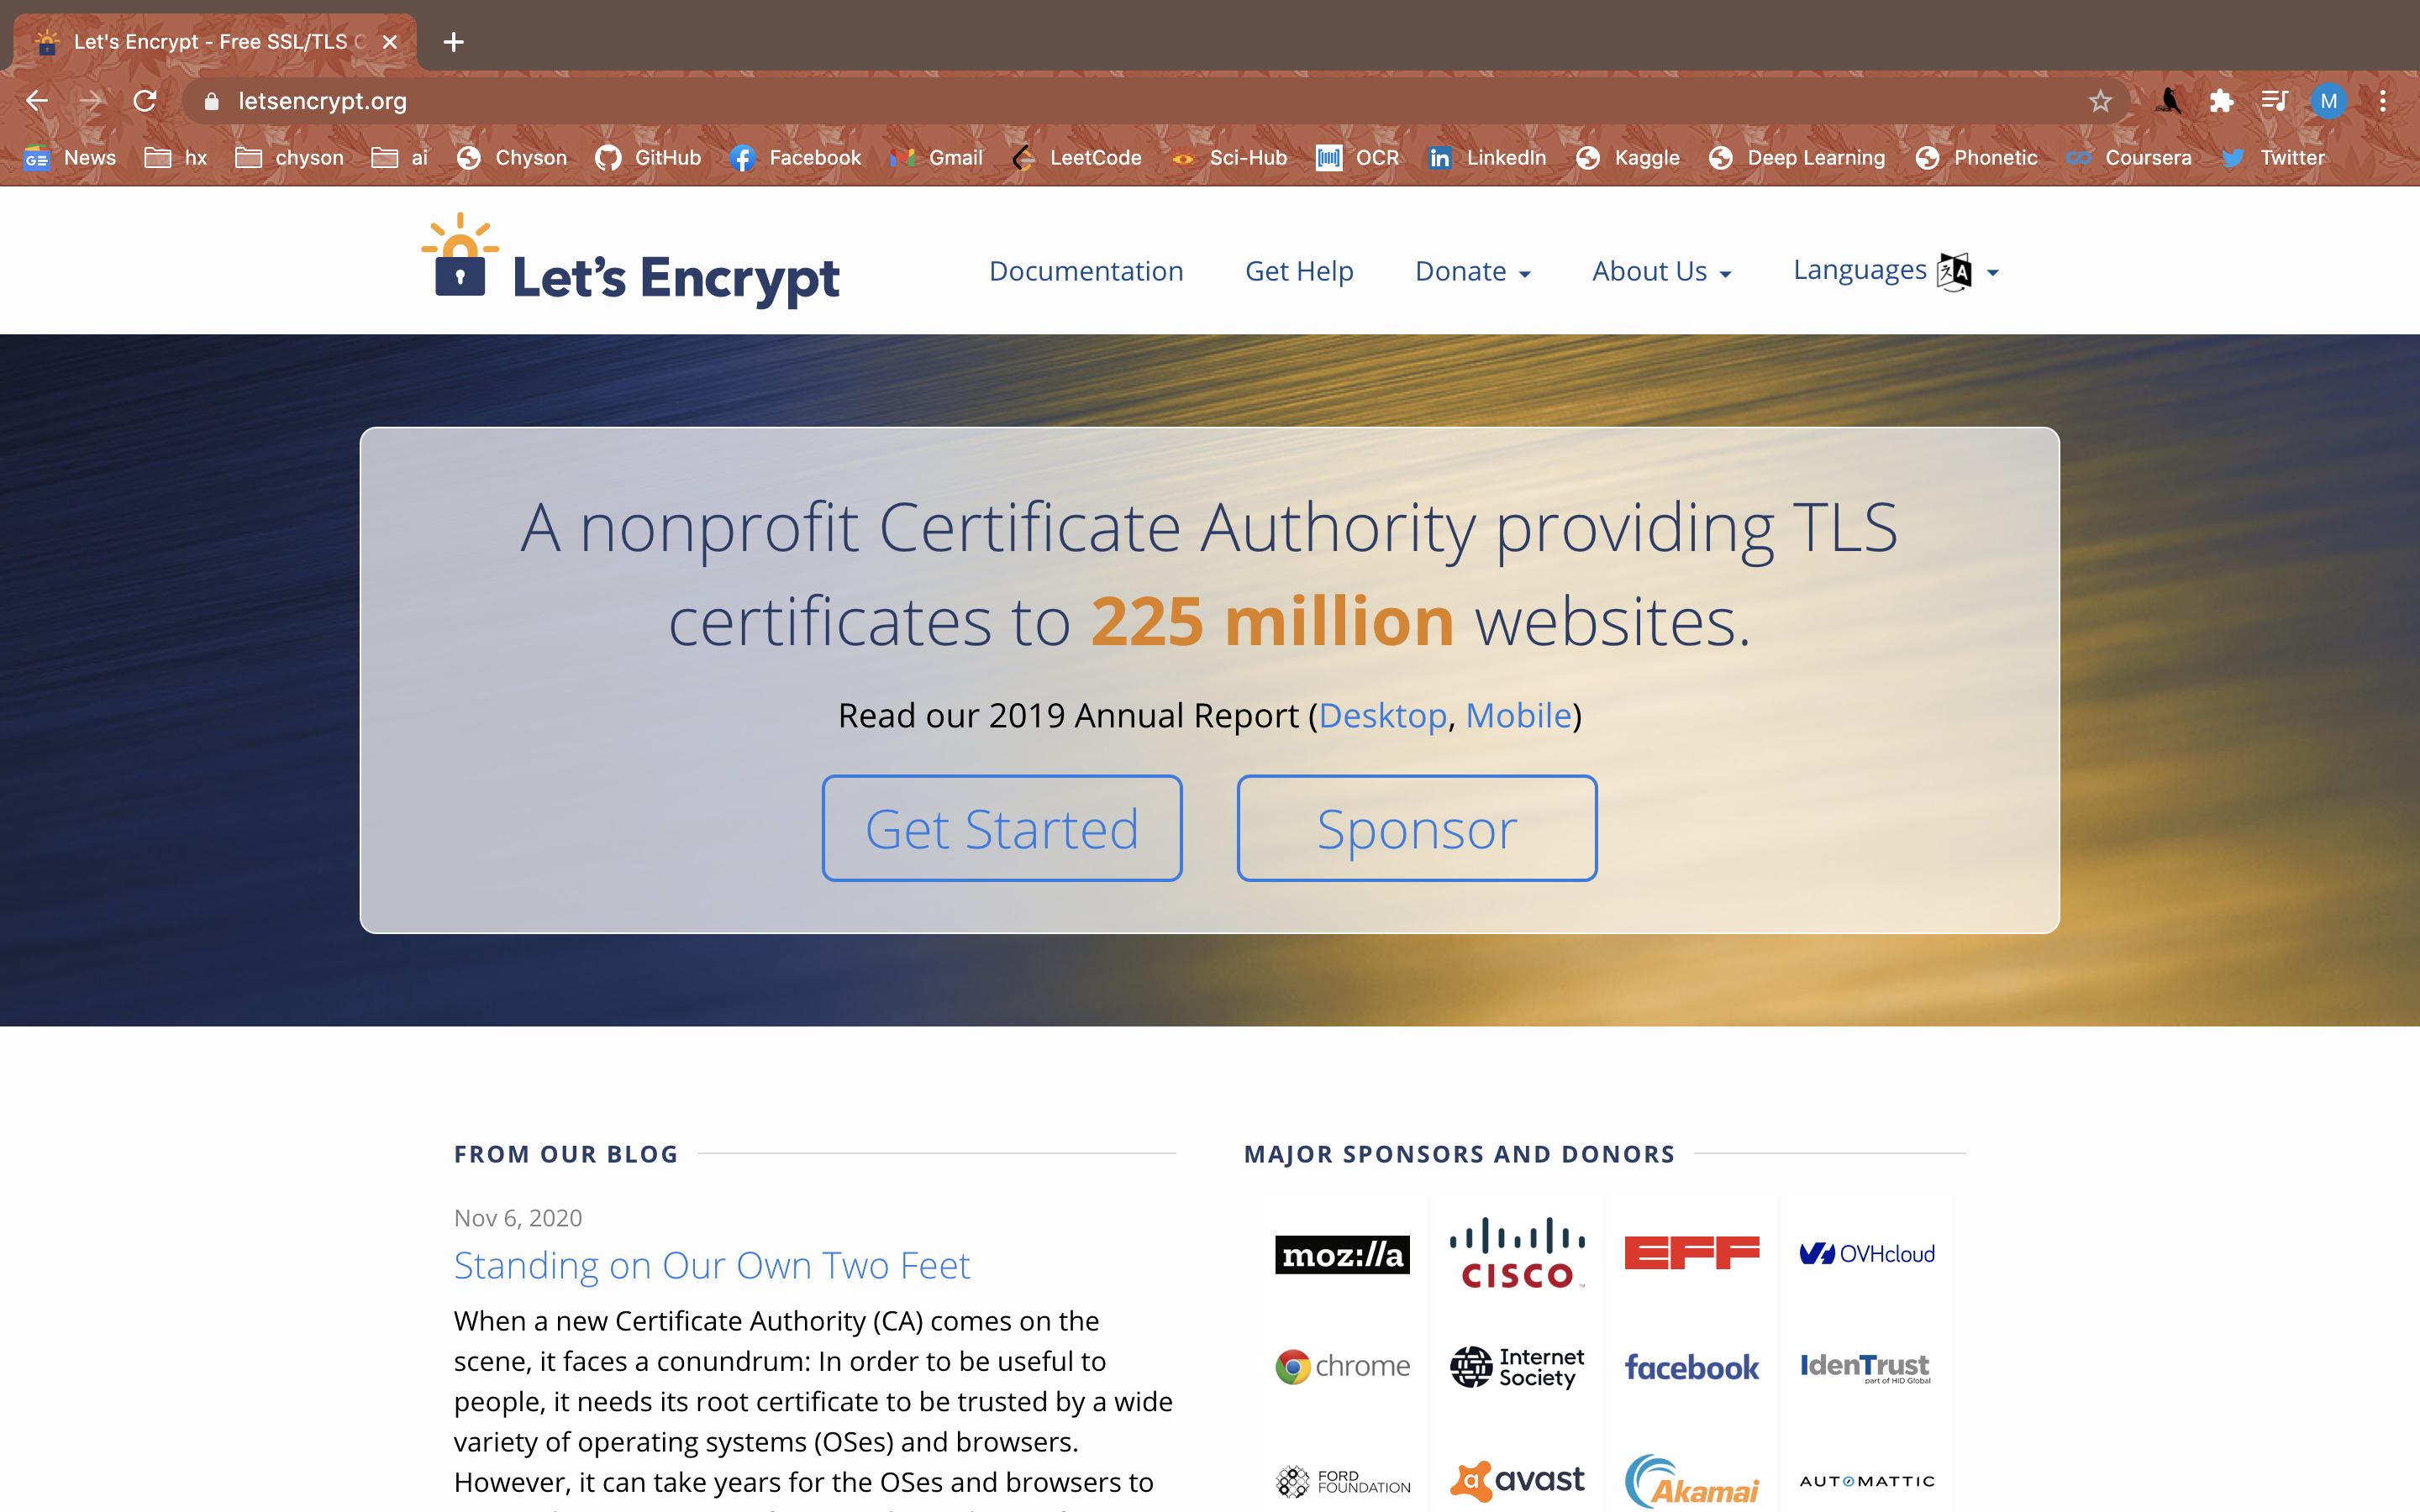 Let's Encrypt - Free SSL/TLS C
letsencrypt.org
M
News hx chyson ai Chyson GitHub Facebook Gmail LeetCode Sci-Hub OCR LinkedIn Kaggle Deep Learning Phonetic Coursera Twitter
Let's Encrypt
Documentation Get Help Donate About Us Languages
A nonprofit Certificate Authority providing TLS
certificates to 225 million websites.
Read our 2019 Annual Report (Desktop, Mobile)
Get Started Sponsor
FROM OUR BLOG
Nov 6, 2020
Standing on Our Own Two Feet
When a new Certificate Authority (CA) comes on the
scene, it faces a conundrum: In order to be useful to
people, it needs its root certificate to be trusted by a wide
variety of operating systems (OSes) and browsers.
However, it can take years for the OSes and browsers to
MAJOR SPONSORS AND DONORS
moz://a CISCO EFF OVHcloud
chrome Internet Society facebook IdenTrust
part of HID Global
FORD FOUNDATION avast Akamai AUTOMATTIC